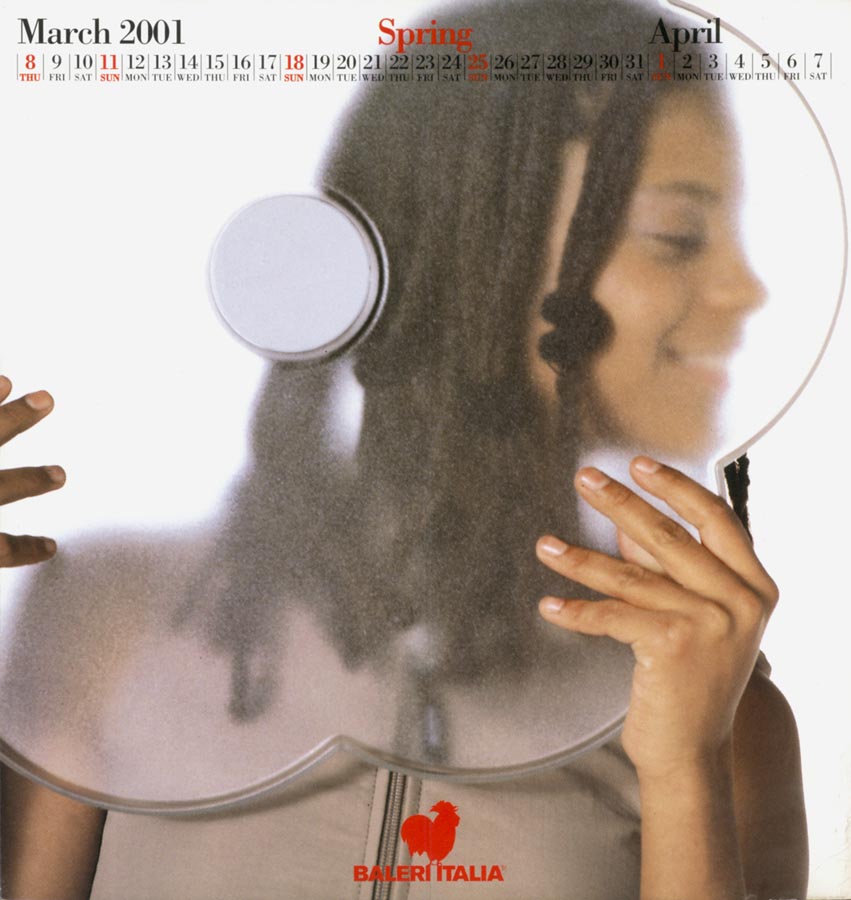 March 2001 Spring April
8 9 10 11 12 13 14 15 16 17 18 19 20 21 22 23 24 25 26 27 28 29 30 31 1 2 3 4 5 6 7
THU FRI SAT SUN MON TUE WED THU FRI SAT SUN MON TUE WED THU FRI SAT SUN MON TUE WED THU FRI SAT SUN MON TUE WED THU FRI SAT
BALERI ITALIA®